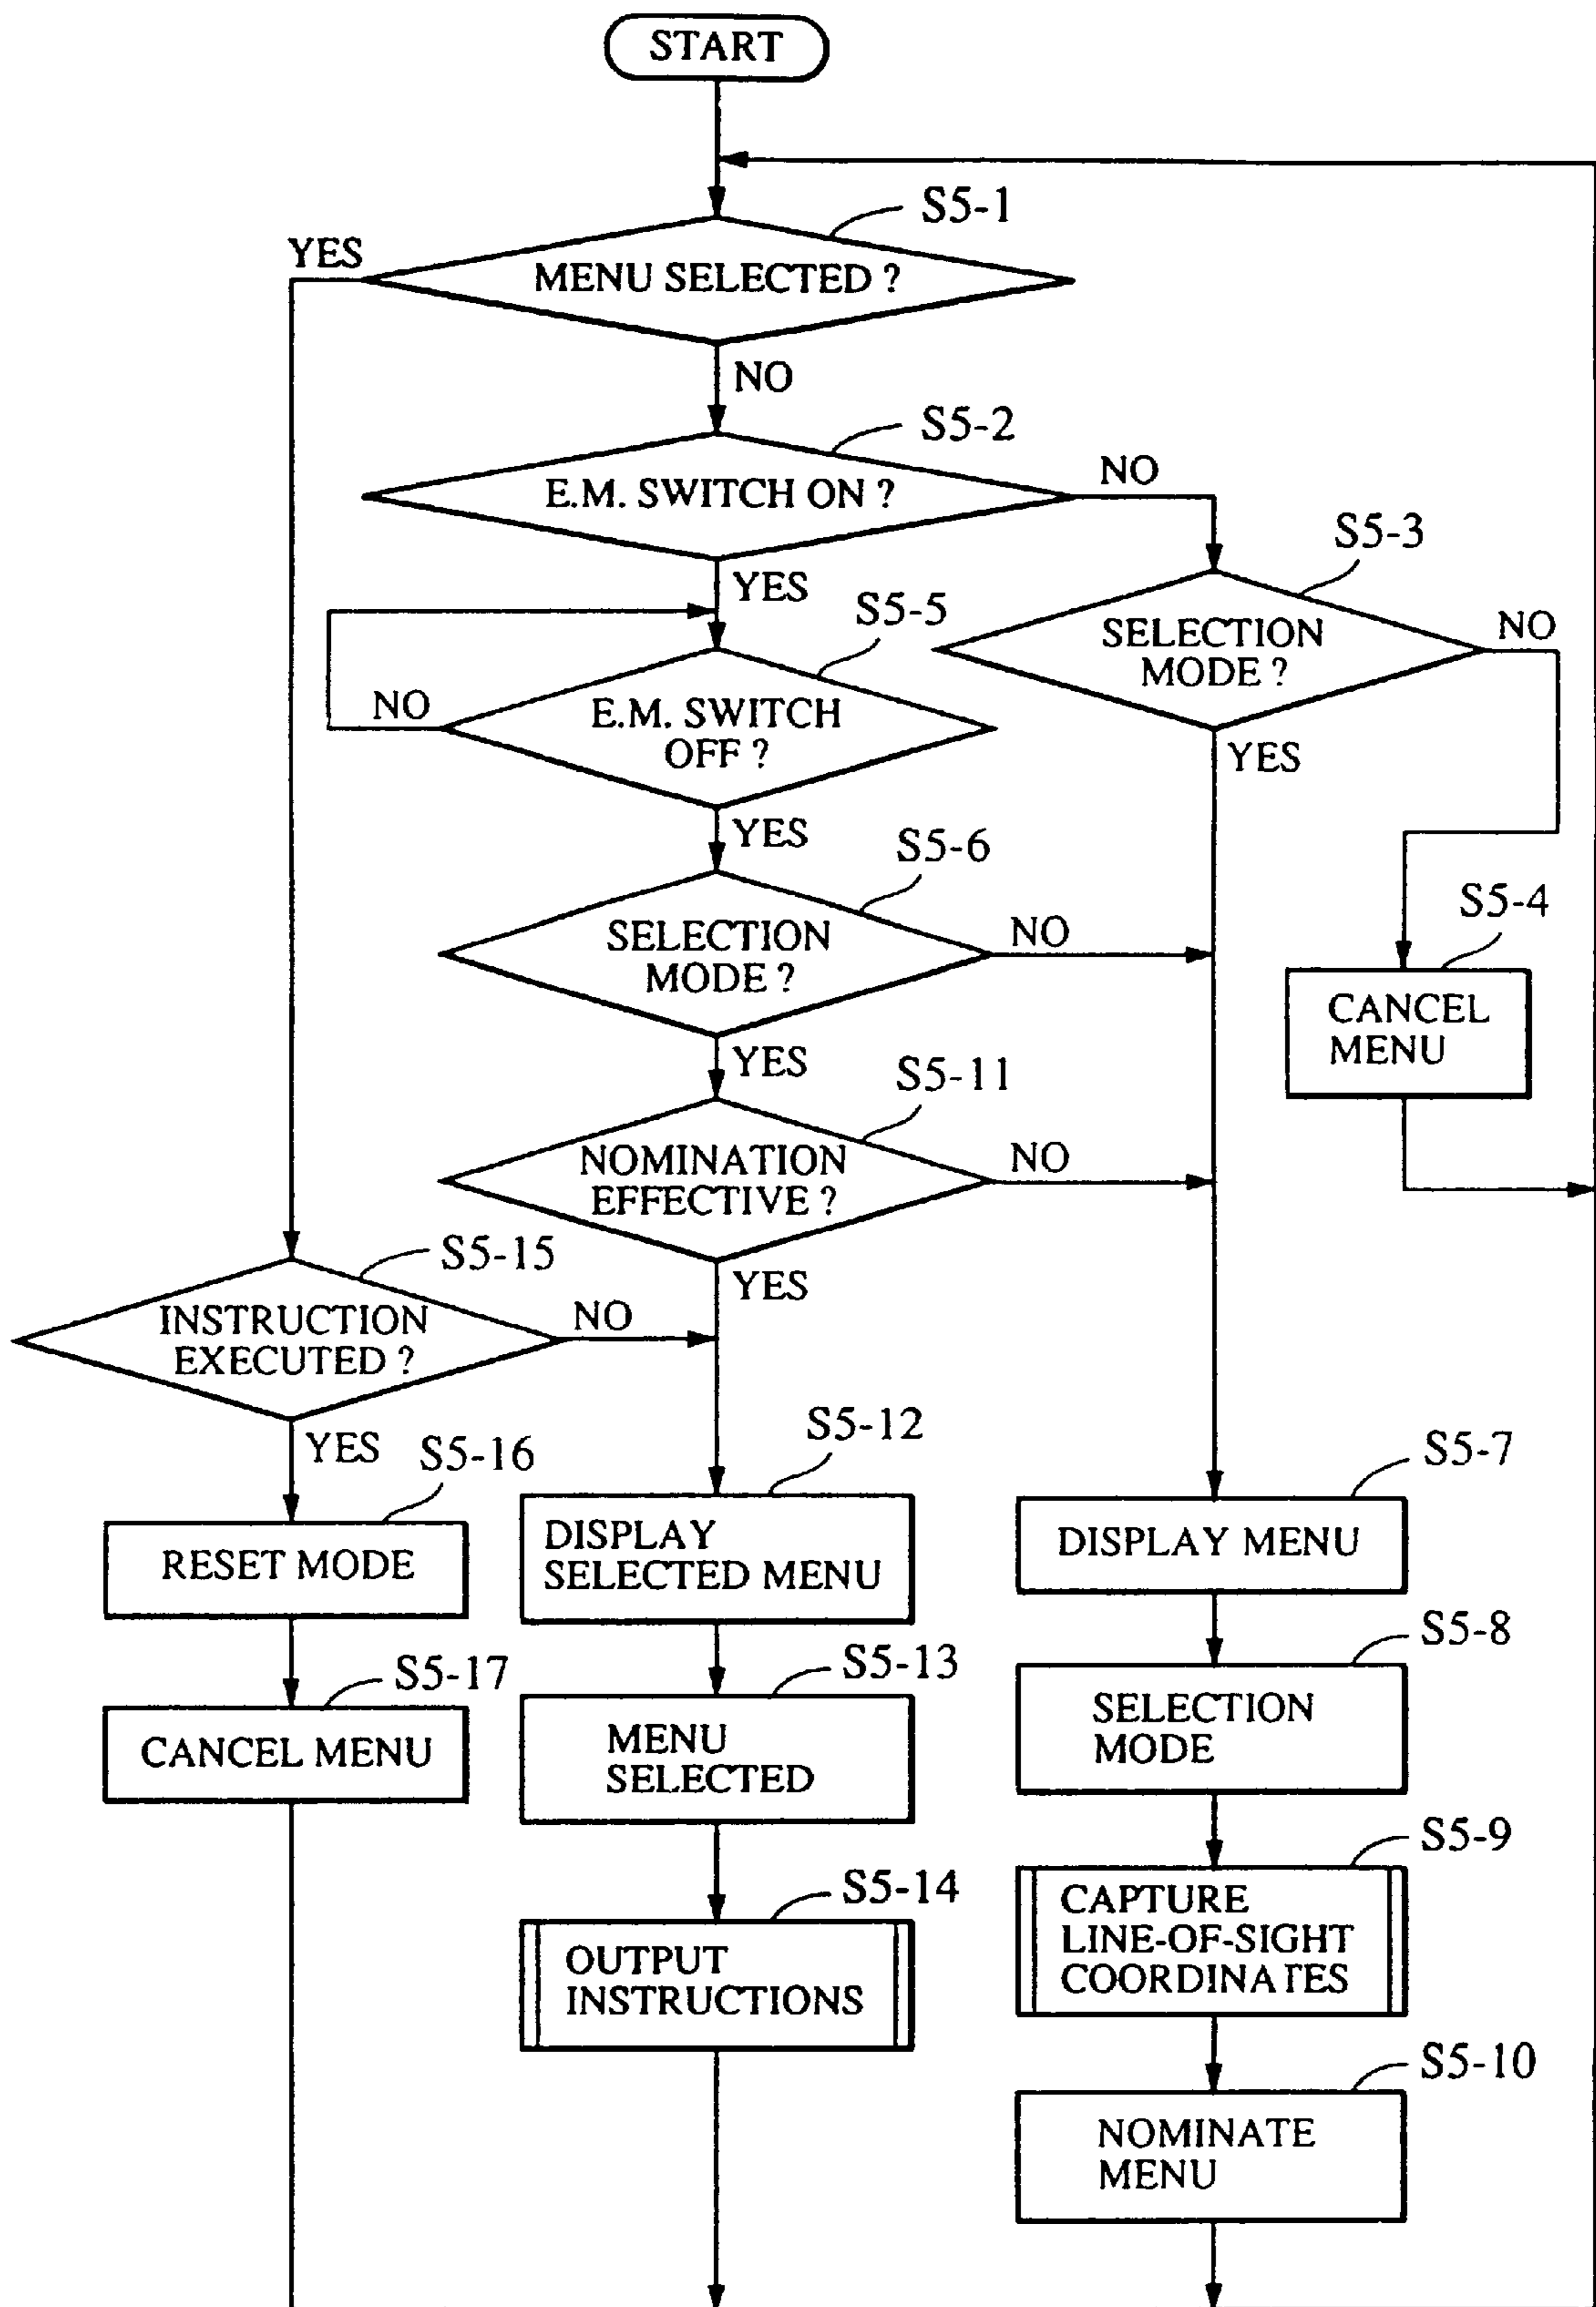 START
S5-1
YES
MENU SELECTED ?
NO
S5-2
E.M. SWITCH ON ?
NO
YES
S5-3
SELECTION
MODE ?
NO
YES
S5-5
E.M. SWITCH
OFF ?
NO
YES
S5-4
CANCEL
MENU
S5-6
SELECTION
MODE ?
NO
YES
S5-11
NOMINATION
EFFECTIVE ?
NO
YES
S5-15
INSTRUCTION
EXECUTED ?
NO
YES
S5-16
RESET MODE
S5-17
CANCEL MENU
S5-12
DISPLAY
SELECTED MENU
S5-13
MENU
SELECTED
S5-14
OUTPUT
INSTRUCTIONS
S5-7
DISPLAY MENU
S5-8
SELECTION
MODE
S5-9
CAPTURE
LINE-OF-SIGHT
COORDINATES
S5-10
NOMINATE
MENU